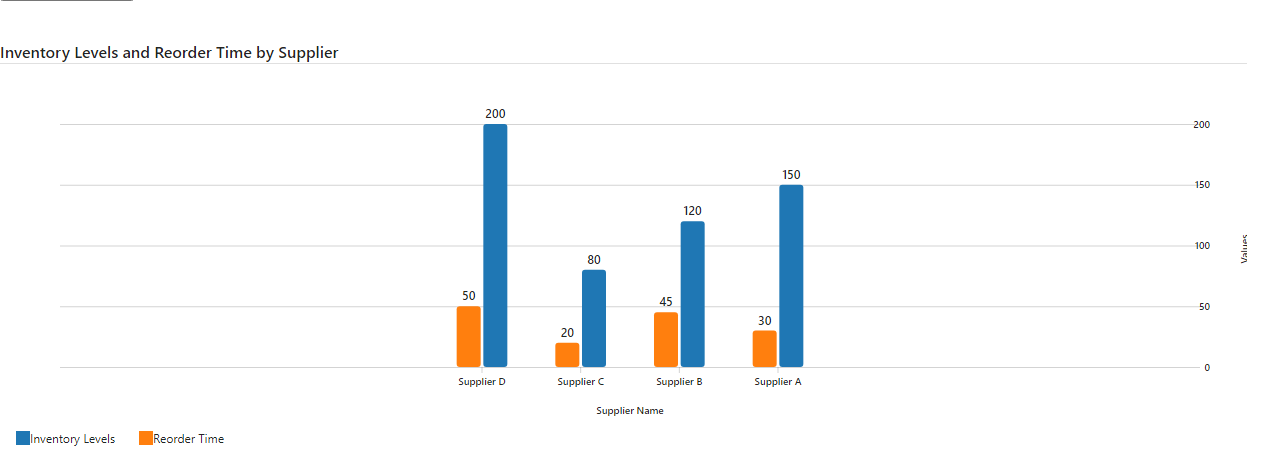 Inventory Levels and Reorder Time by Supplier
200
200
150
150
120
100
Values
80
50
50
45
30
20
0
Supplier D Supplier C Supplier B Supplier A
Supplier Name
Inventory Levels Reorder Time